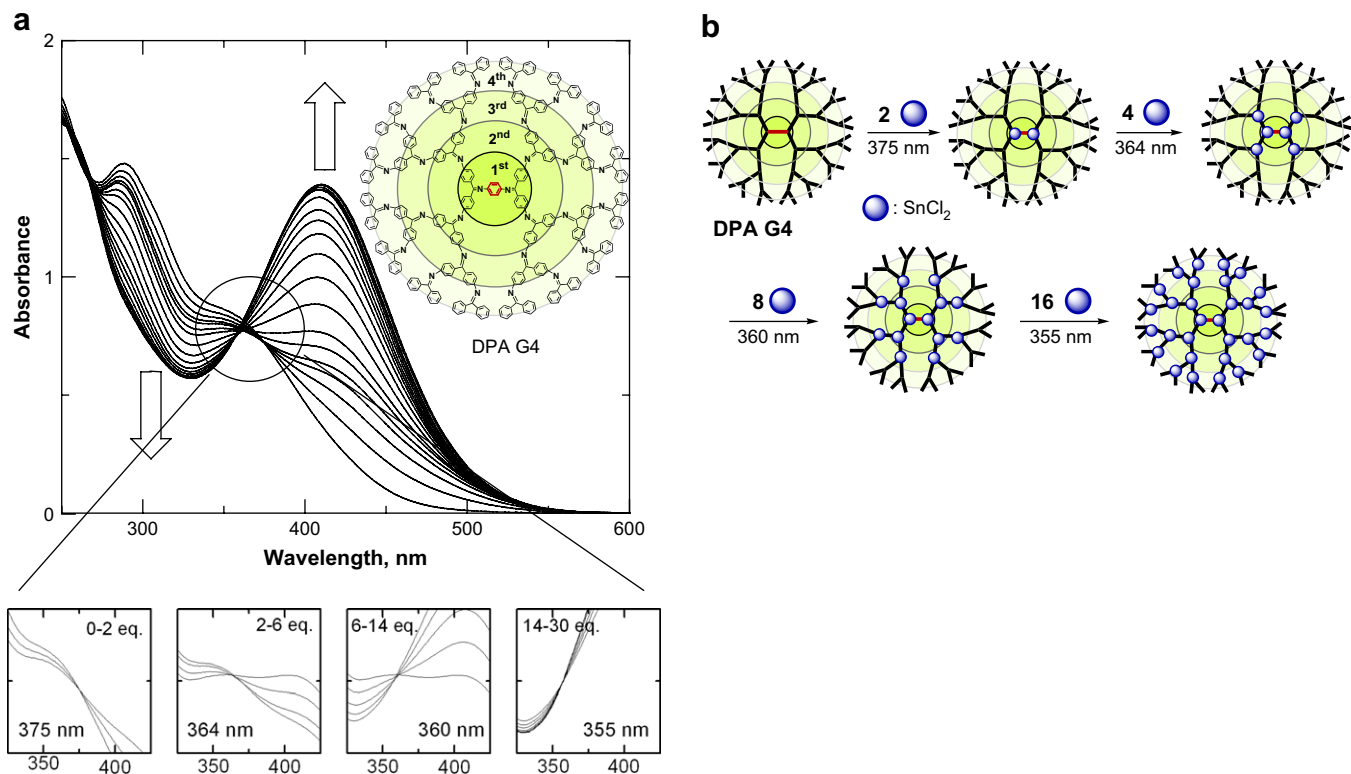 a
2
1
0
Absorbance
300
400
500
600
Wavelength, nm
4th
3rd
2nd
1st
N
N
DPA G4
0-2 eq.
375 nm
350
400
2-6 eq.
364 nm
350
400
6-14 eq.
360 nm
350
400
14-30 eq.
355 nm
350
400
b
2
375 nm
4
364 nm
: SnCl2
DPA G4
8
360 nm
16
355 nm